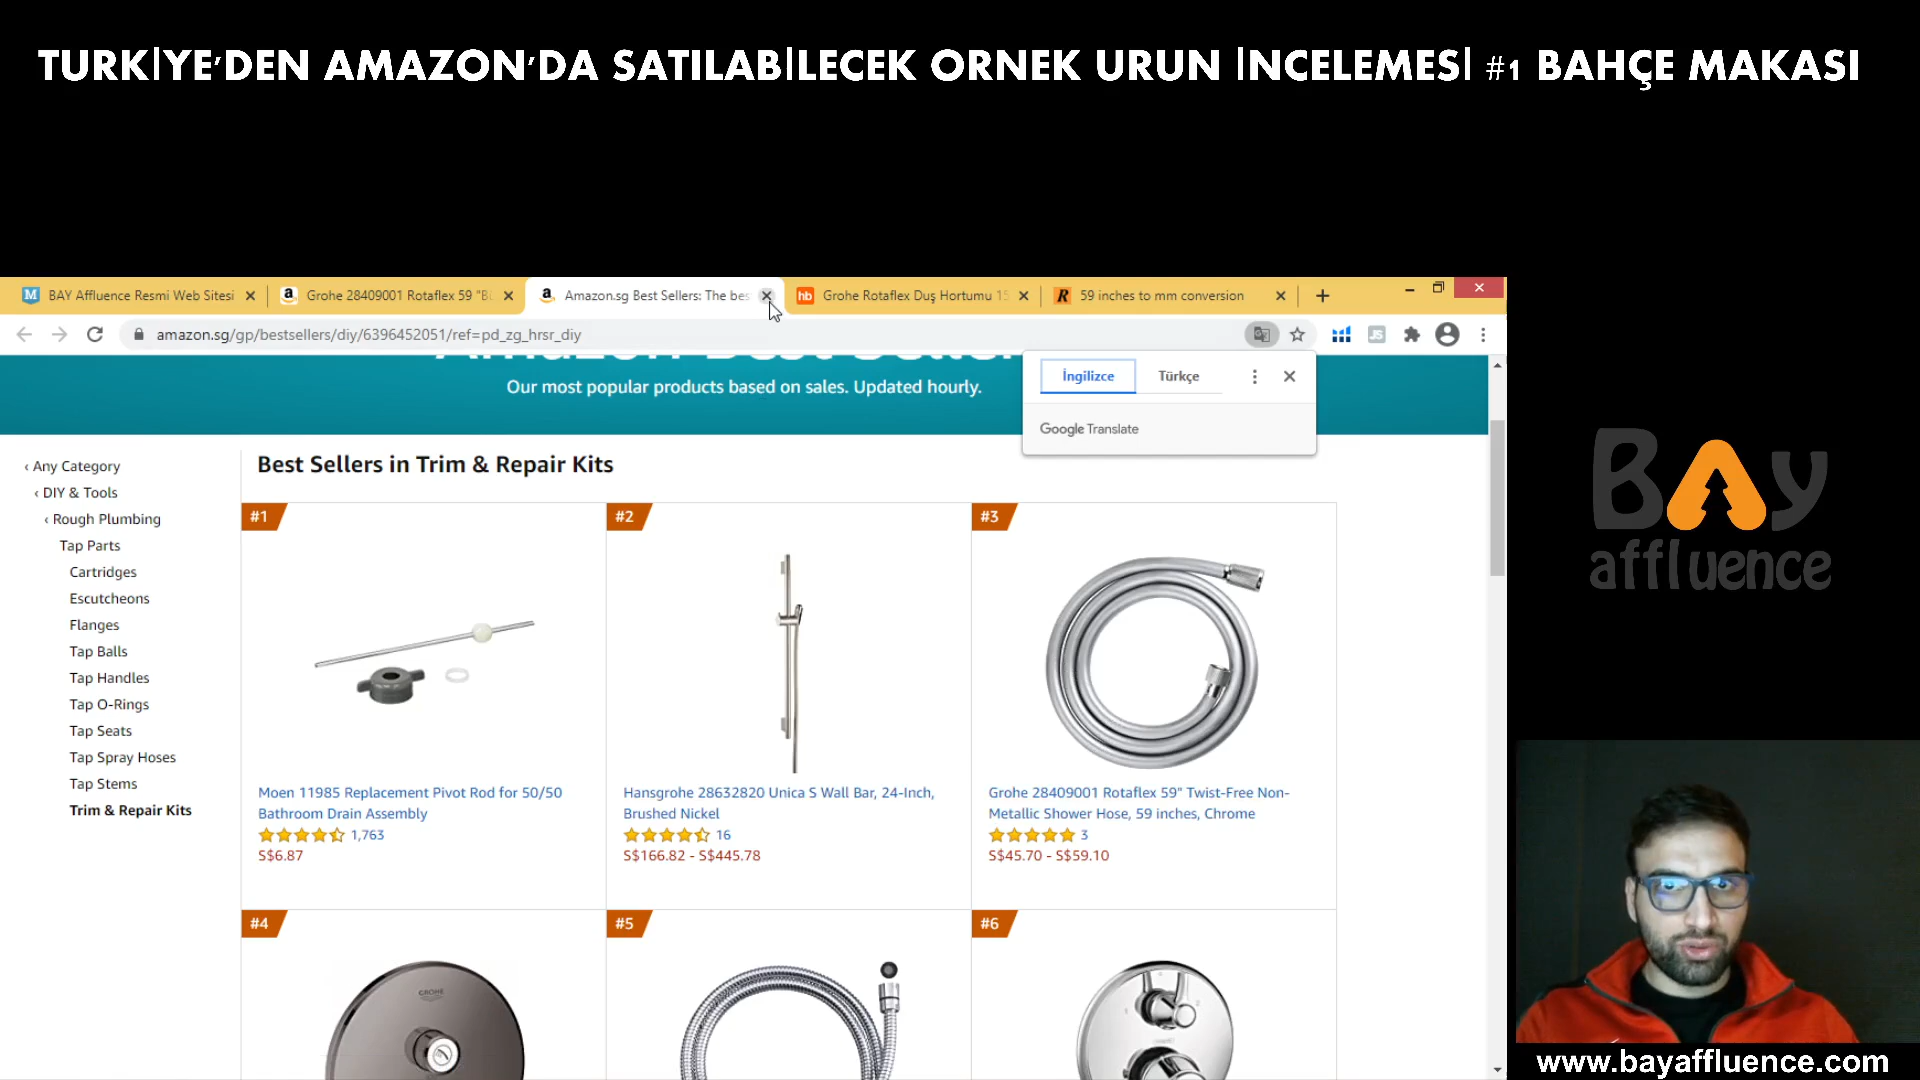 TURKİYE'DEN AMAZON'DA SATILABİLECEK ORNEK URUN İNCELEMESİ #1 BAHÇE MAKASI
BAY Affluence Resmi Web Sitesi
Grohe 28409001 Rotaflex 59 "B
Amazon.sg Best Sellers: The bes
Grohe Rotaflex Duş Hortumu 15
59 inches to mm conversion
amazon.sg/gp/bestsellers/diy/6396452051/ref=pd_zg_hrsr_diy
Our most popular products based on sales. Updated hourly.
İngilizce
Türkçe
Google Translate
‹ Any Category
‹ DIY & Tools
‹ Rough Plumbing
Tap Parts
Cartridges
Escutcheons
Flanges
Tap Balls
Tap Handles
Tap O-Rings
Tap Seats
Tap Spray Hoses
Tap Stems
Trim & Repair Kits
Best Sellers in Trim & Repair Kits
#1
Moen 11985 Replacement Pivot Rod for 50/50
Bathroom Drain Assembly
1,763
S$6.87
#2
Hansgrohe 28632820 Unica S Wall Bar, 24-Inch,
Brushed Nickel
16
S$166.82 - S$445.78
#3
Grohe 28409001 Rotaflex 59" Twist-Free Non-
Metallic Shower Hose, 59 inches, Chrome
3
S$45.70 - S$59.10
#4
GROHE
#5
#6
Bay
affluence
www.bayaffluence.com